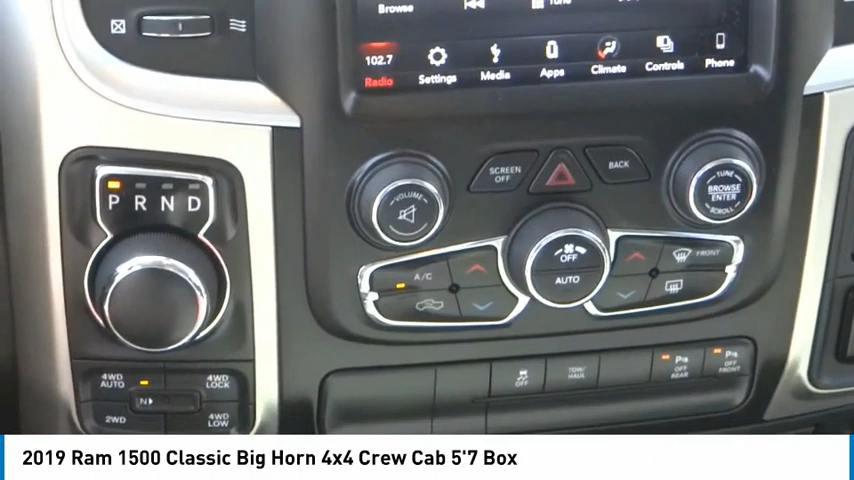 Browse
Tune
102.7
Radio
Settings
Media
Apps
Climate
Controls
Phone
SCREEN
OFF
BACK
VOLUME
TUNE
BROWSE
ENTER
SCROLL
P R N D
A/C
OFF
AUTO
FRONT
4WD
AUTO
4WD
LOCK
N
2WD
4WD
LOW
OFF
TOW/
HAUL
P
OFF
REAR
P
OFF
FRONT
2019 Ram 1500 Classic Big Horn 4x4 Crew Cab 5'7 Box